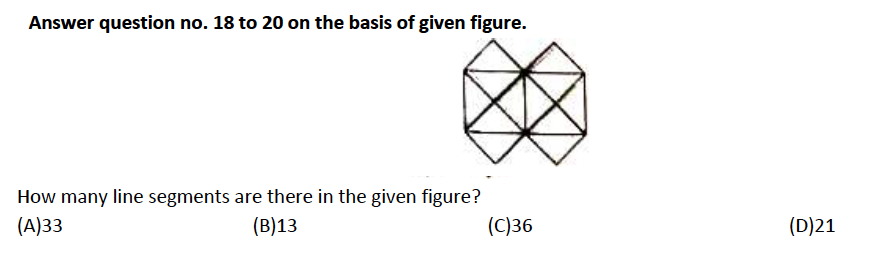 Answer question no. 18 to 20 on the basis of given figure.
How many line segments are there in the given figure?
(A)33 (B)13 (C)36 (D)21